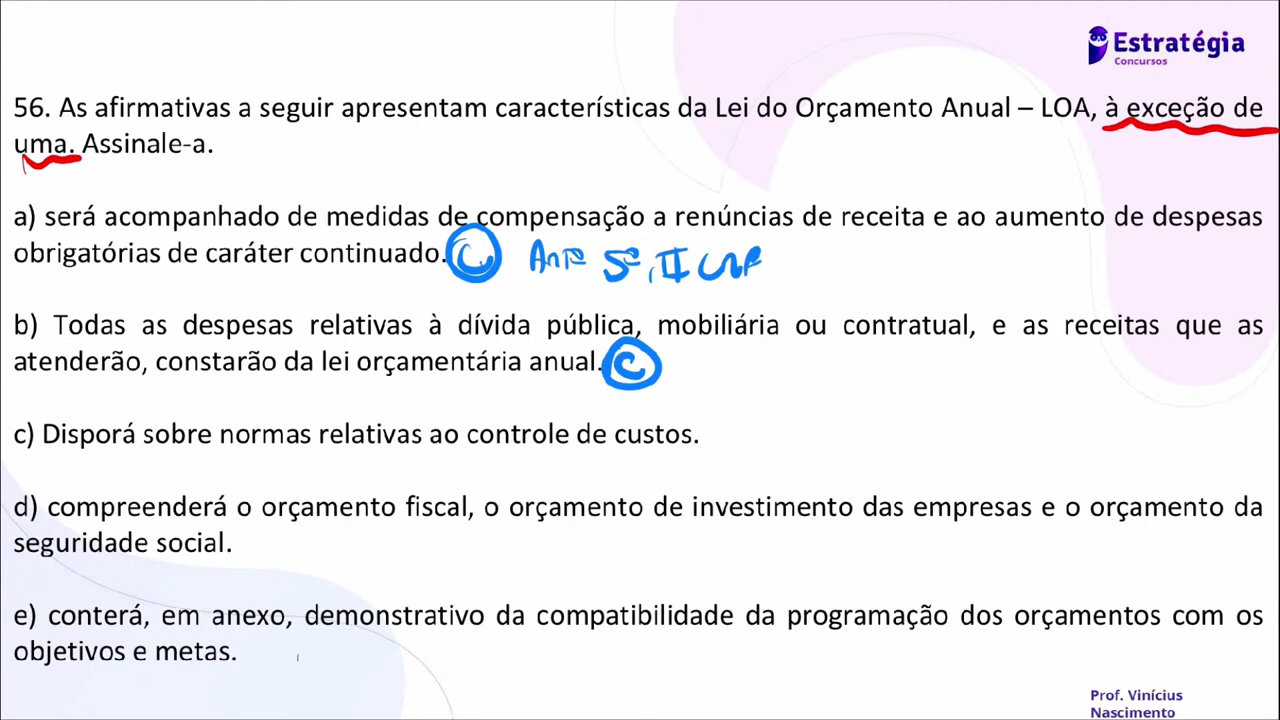 Estratégia
Concursos
56. As afirmativas a seguir apresentam características da Lei do Orçamento Anual – LOA, à exceção de
uma. Assinale-a.
a) será acompanhado de medidas de compensação a renúncias de receita e ao aumento de despesas
obrigatórias de caráter continuado. C
b) Todas as despesas relativas à dívida pública, mobiliária ou contratual, e as receitas que as
atenderão, constarão da lei orçamentária anual. C
c) Disporá sobre normas relativas ao controle de custos.
d) compreenderá o orçamento fiscal, o orçamento de investimento das empresas e o orçamento da
seguridade social.
e) conterá, em anexo, demonstrativo da compatibilidade da programação dos orçamentos com os
objetivos e metas.
Prof. Vinícius
Nascimento